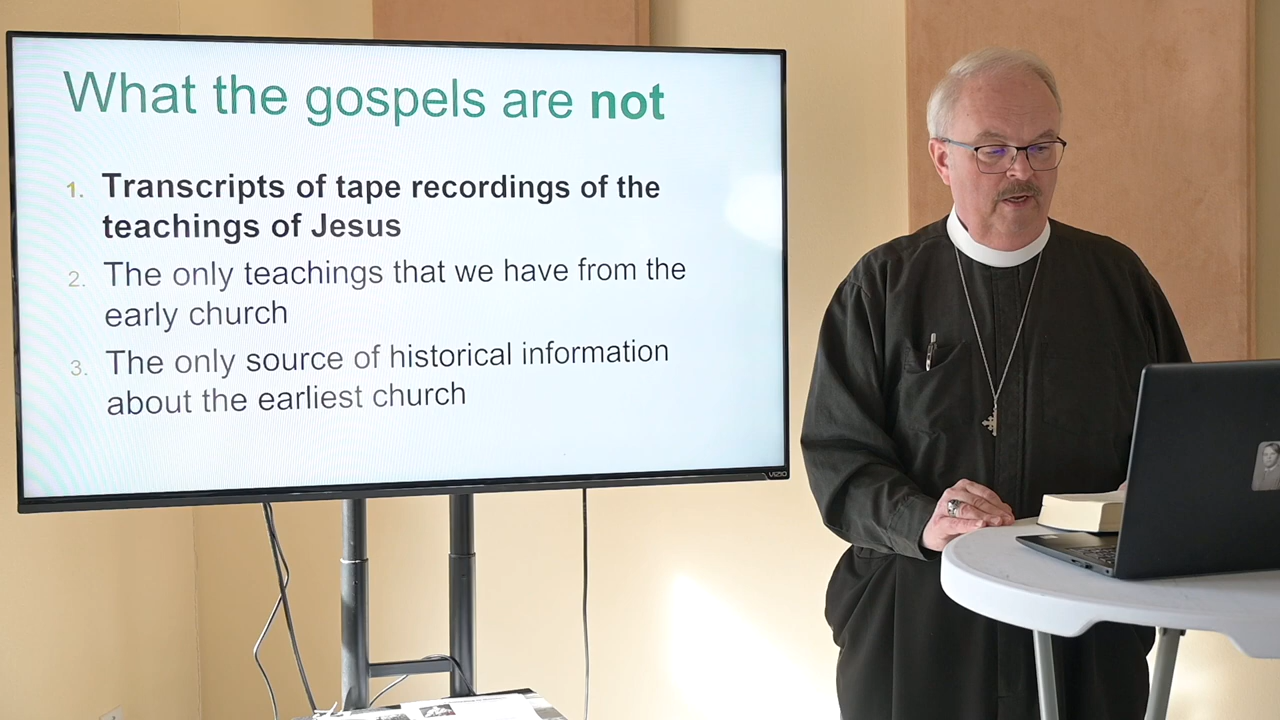 What the gospels are not
1. Transcripts of tape recordings of the
teachings of Jesus
2. The only teachings that we have from the
early church
3. The only source of historical information
about the earliest church
VIZIO